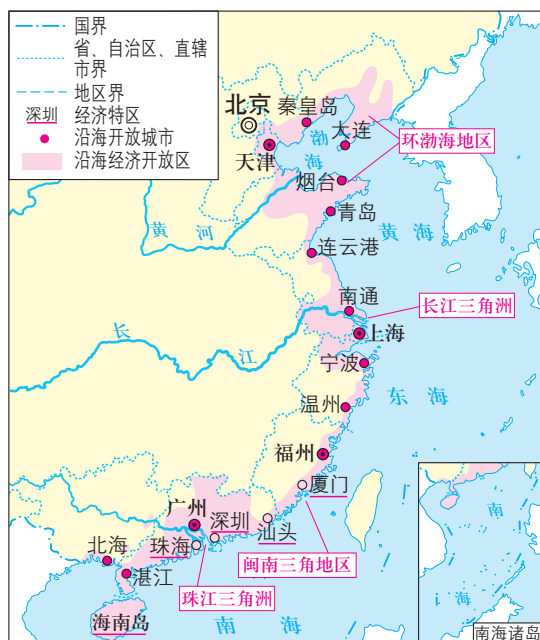 国界
省、自治区、直辖
市界
地区界
深圳 经济特区
沿海开放城市
沿海经济开放区
北京
秦皇岛
渤
海
大连
天津
环渤海地区
烟台
青岛
黄 河
黄 海
连云港
南通
长江三角洲
上海
长 江
宁波
东 海
温州
福州
厦门
广州
深圳
汕头
珠海
北海
湛江
闽南三角地区
珠江三角洲
海南岛
南 海
南
海
南海诸岛